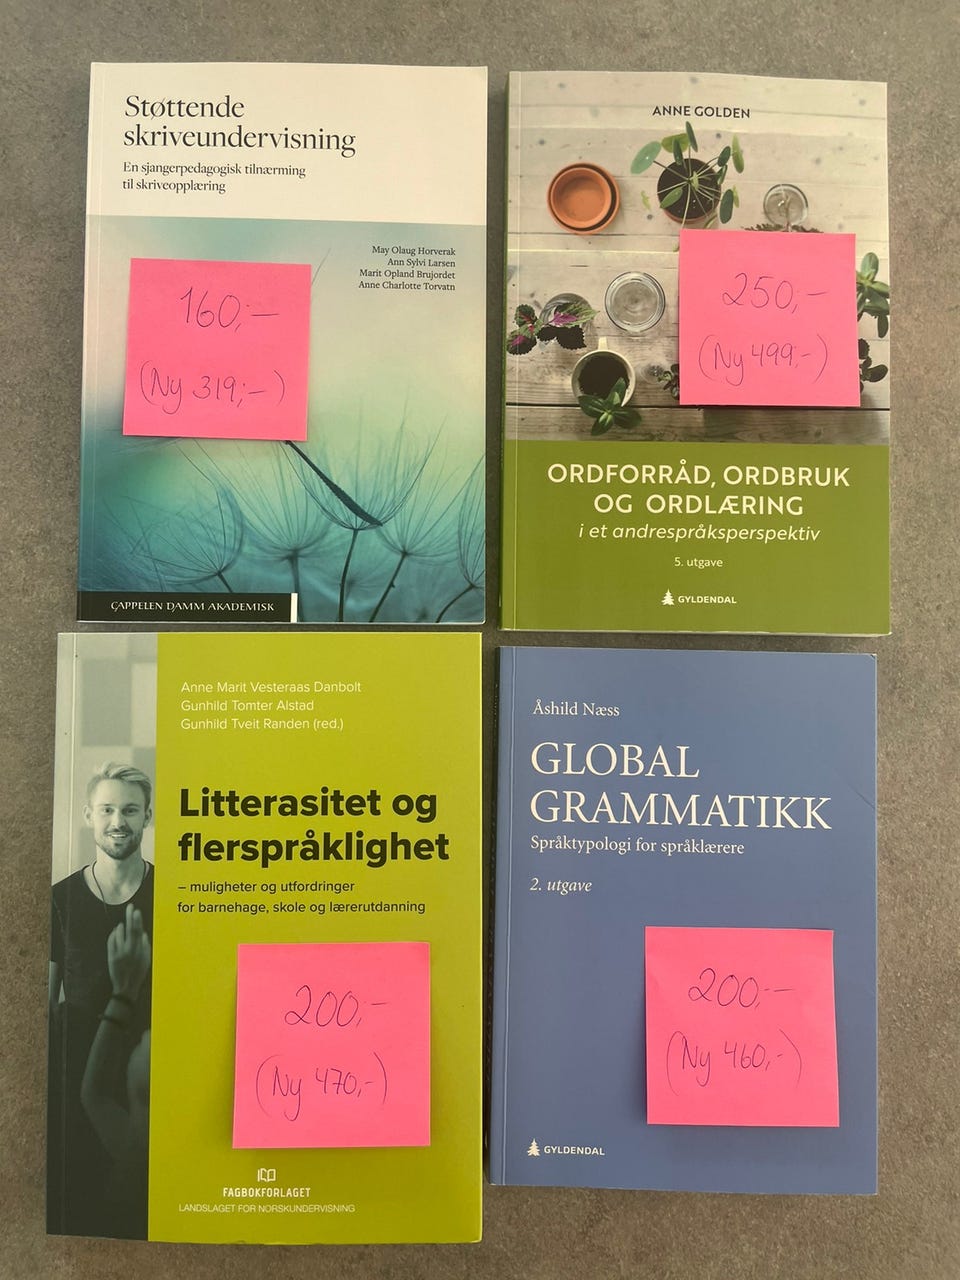 Støttende
skriveundervisning
En sjangerpedagogisk tilnærming
til skriveopplæring
May Olaug Horverak
Ann Sylvi Larsen
Marit Opland Brujordet
Anne Charlotte Torvatn
160,-
(Ny 319,-)
CAPPELEN DAMM AKADEMISK
ANNE GOLDEN
250,-
(Ny 499,-)
ORDFORRÅD, ORDBRUK
OG ORDLÆRING
i et andrespråksperspektiv
5. utgave
GYLDENDAL
Anne Marit Vesteraas Danbolt
Gunhild Tomter Alstad
Gunhild Tveit Randen (red.)
Litterasitet og
flerspråklighet
– muligheter og utfordringer
for barnehage, skole og lærerutdanning
200,-
(Ny 470,-)
FAGBOKFORLAGET
LANDSLAGET FOR NORSKUNDERVISNING
Åshild Næss
GLOBAL
GRAMMATIKK
Språktypologi for språklærere
2. utgave
200,-
(Ny 460,-)
GYLDENDAL